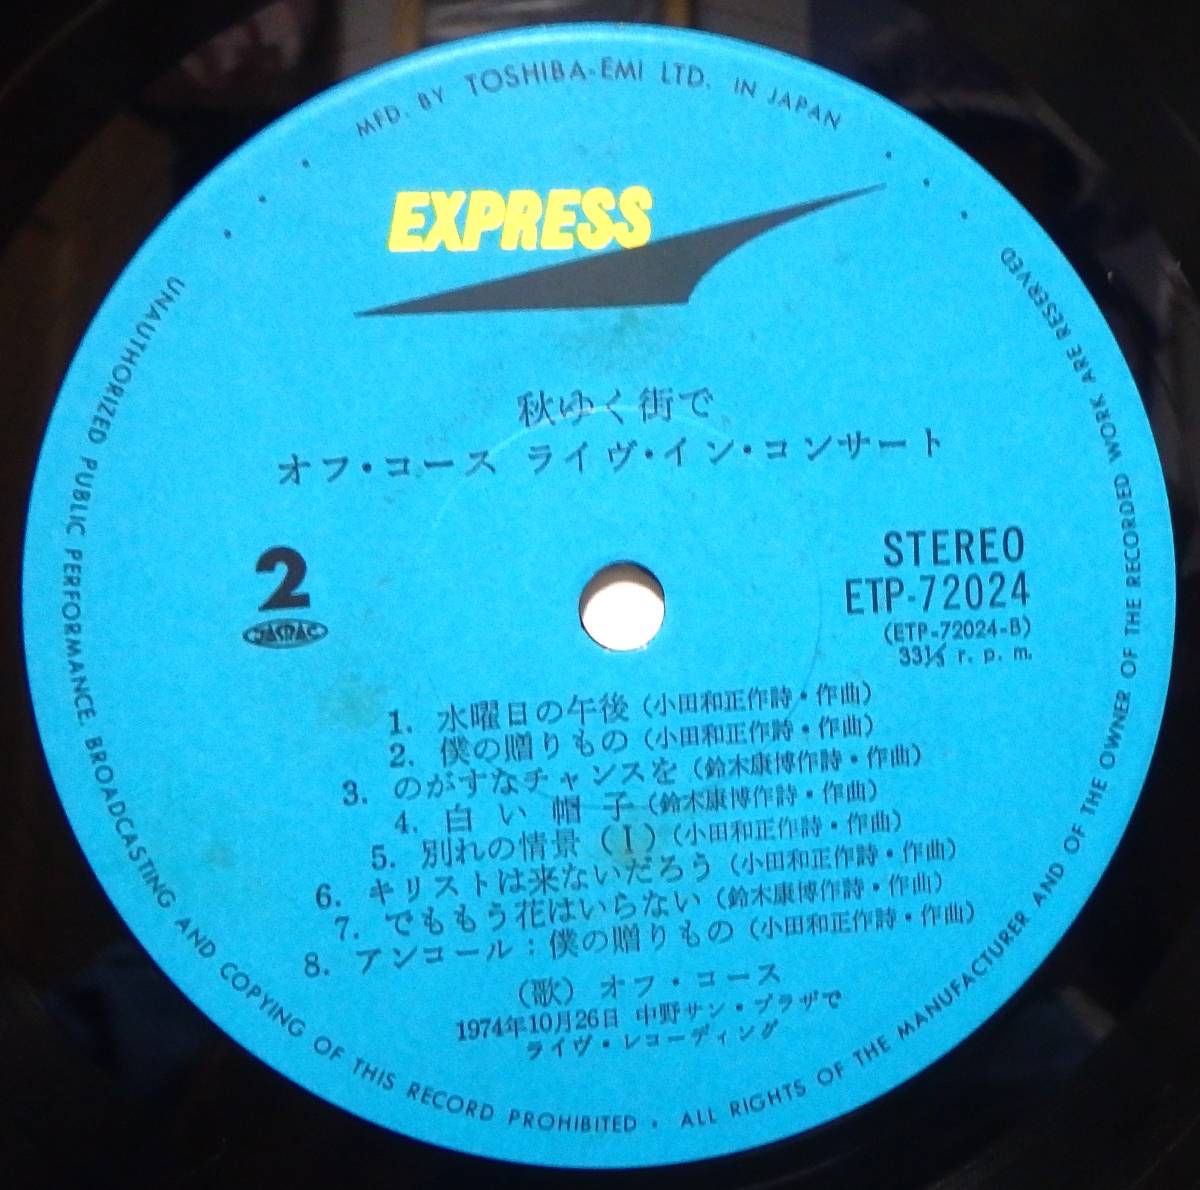 MFD. BY TOSHIBA-EMI LTD. IN JAPAN
EXPRESS
秋ゆく街で
オフ・コース ライヴ・イン・コンサート
2
JASRAC
STEREO
ETP-72024
(ETP-72024-B)
33⅓ r. p. m.
1. 水曜日の午後 (小田和正作詩・作曲)
2. 僕の贈りもの (小田和正作詩・作曲)
3. のがすなチャンスを (鈴木康博作詩・作曲)
4. 白い帽子 (鈴木康博作詩・作曲)
5. 別れの情景 (I) (小田和正作詩・作曲)
6. キリストは来ないだろう (小田和正作詩・作曲)
7. でももう花はいらない (鈴木康博作詩・作曲)
8. アンコール：僕の贈りもの (小田和正作詩・作曲)
(歌) オフ・コース
1974年10月26日 中野サン・プラザで
ライヴ・レコーディング
UNAUTHORIZED PUBLIC PERFORMANCE. BROADCASTING AND COPYING OF THIS RECORD PROHIBITED • ALL RIGHTS OF THE MANUFACTURER AND OF THE OWNER OF THE RECORDED WORK ARE RESERVED